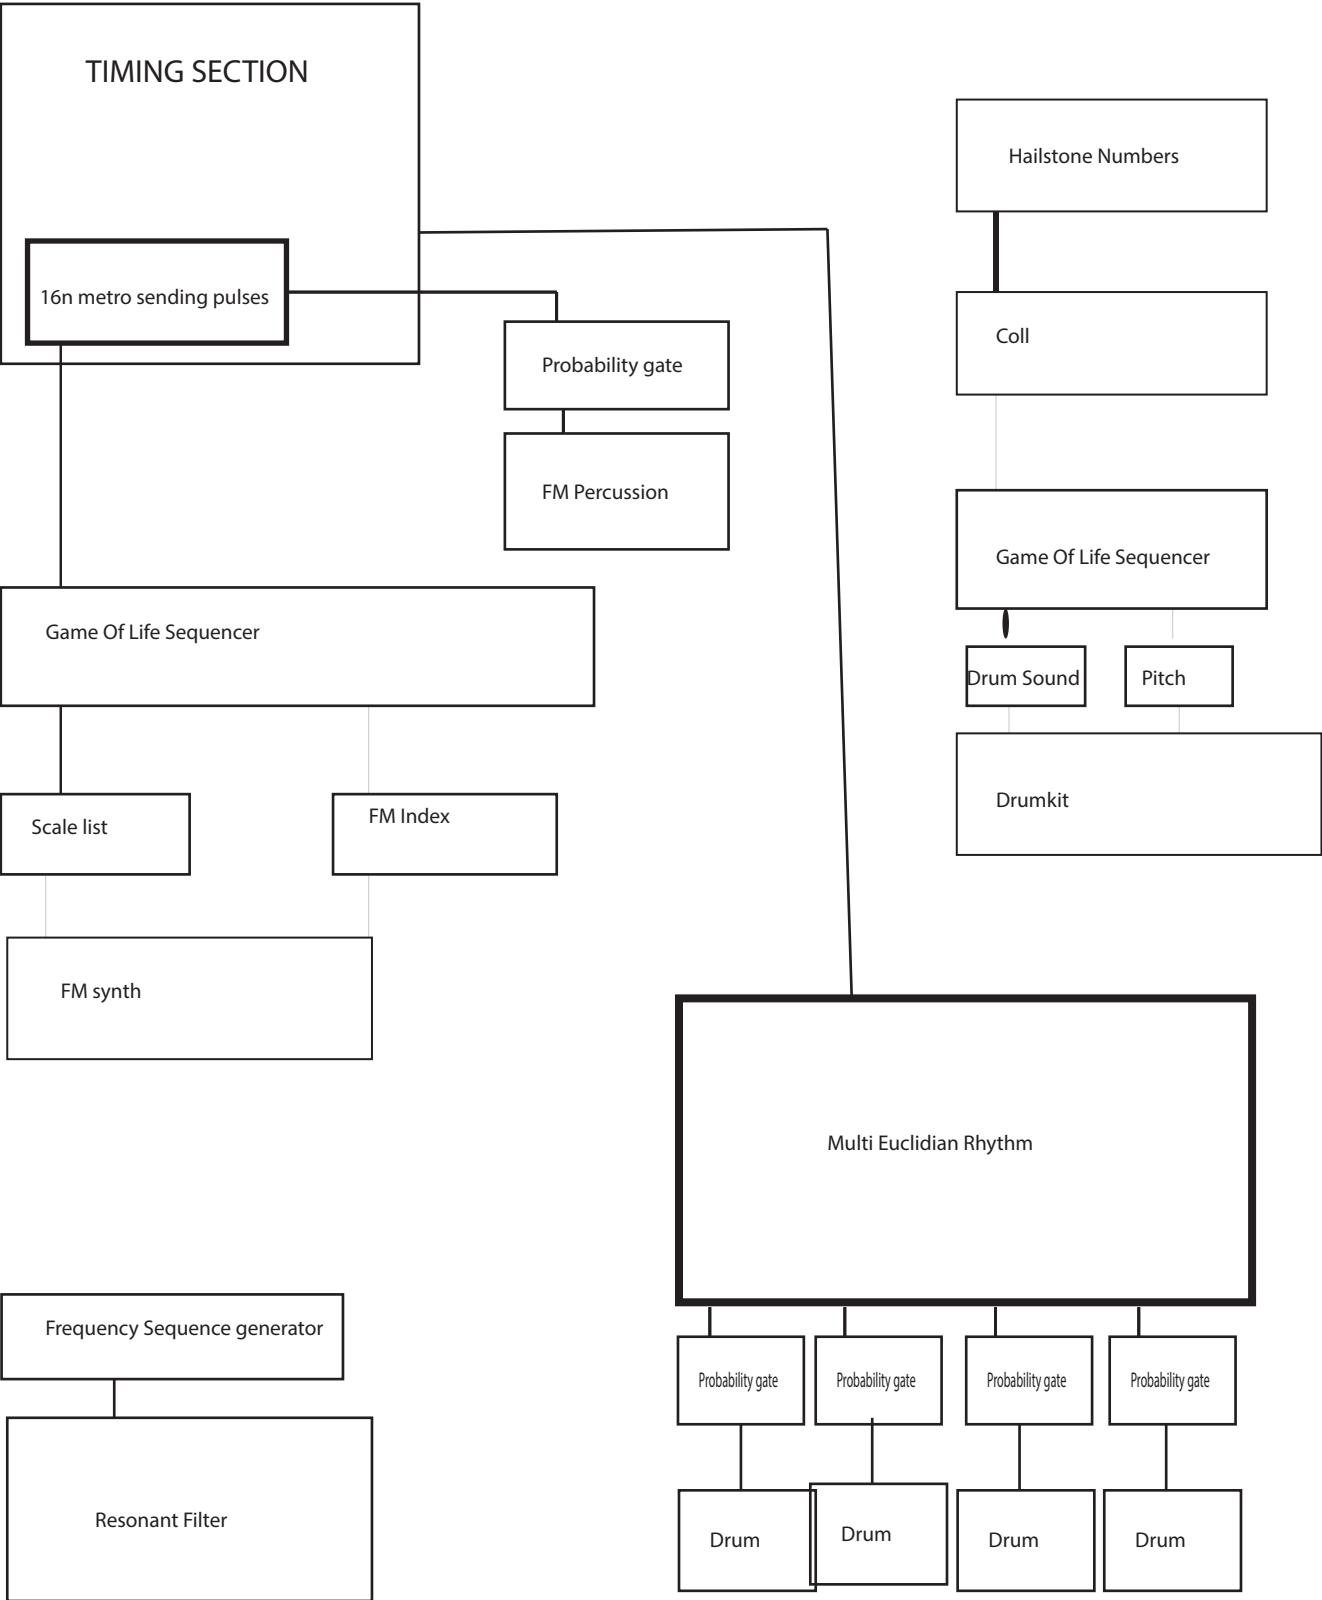 TIMING SECTION
16n metro sending pulses
Probability gate
FM Percussion
Game Of Life Sequencer
Scale list
FM Index
FM synth
Hailstone Numbers
Coll
Game Of Life Sequencer
Drum Sound
Pitch
Drumkit
Multi Euclidian Rhythm
Probability gate
Probability gate
Probability gate
Probability gate
Drum
Drum
Drum
Drum
Frequency Sequence generator
Resonant Filter